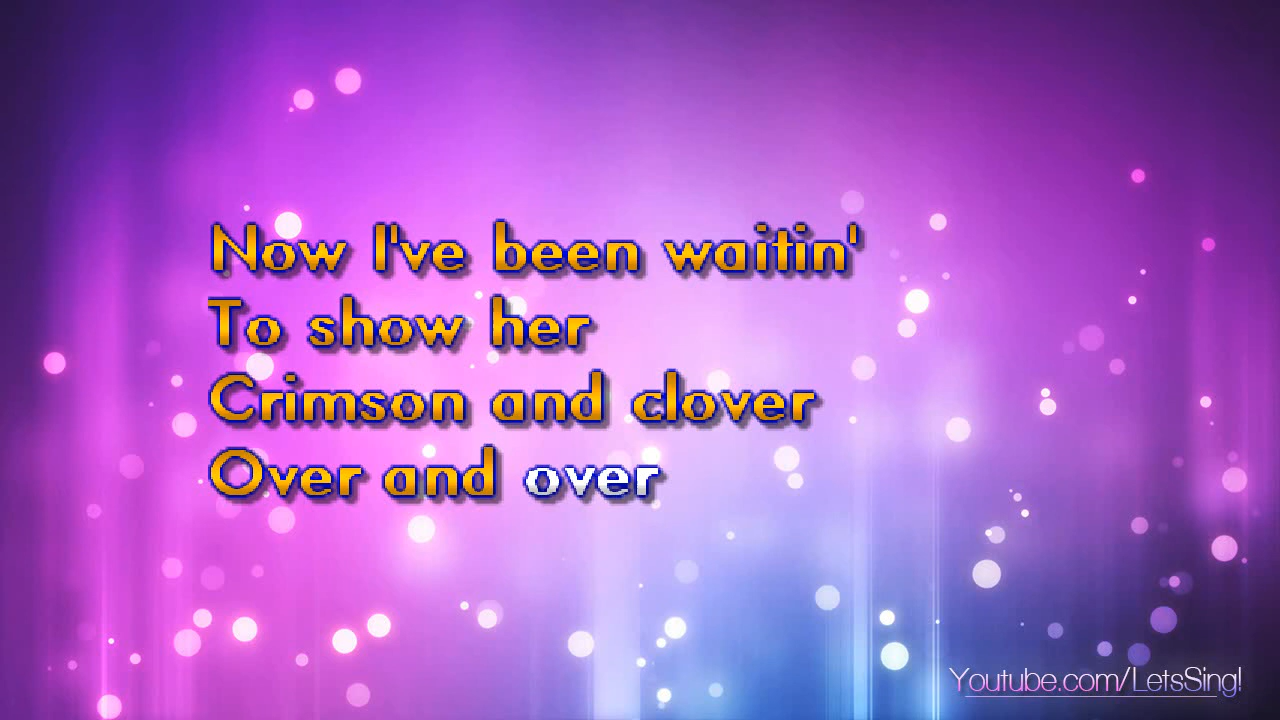 Now I've been waitin'
To show her
Crimson and clover
Over and over
Youtube.com/LetsSing!